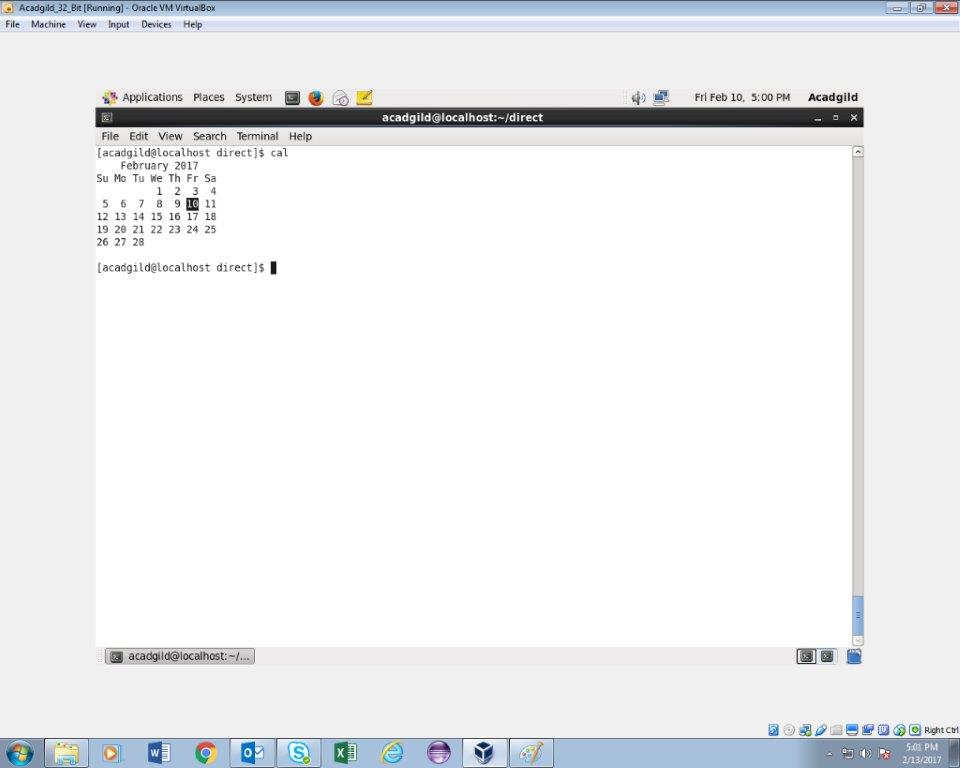 Acadgild_32_Bit [Running] - Oracle VM VirtualBox
File Machine View Input Devices Help
Applications Places System Fri Feb 10, 5:00 PM Acadgild
acadgild@localhost:~/direct
File Edit View Search Terminal Help
[acadgild@localhost direct]$ cal
    February 2017
Su Mo Tu We Th Fr Sa
          1  2  3  4
 5  6  7  8  9 10 11
12 13 14 15 16 17 18
19 20 21 22 23 24 25
26 27 28
[acadgild@localhost direct]$
acadgild@localhost:~/...
Right Ctrl
5:01 PM
2/13/2017